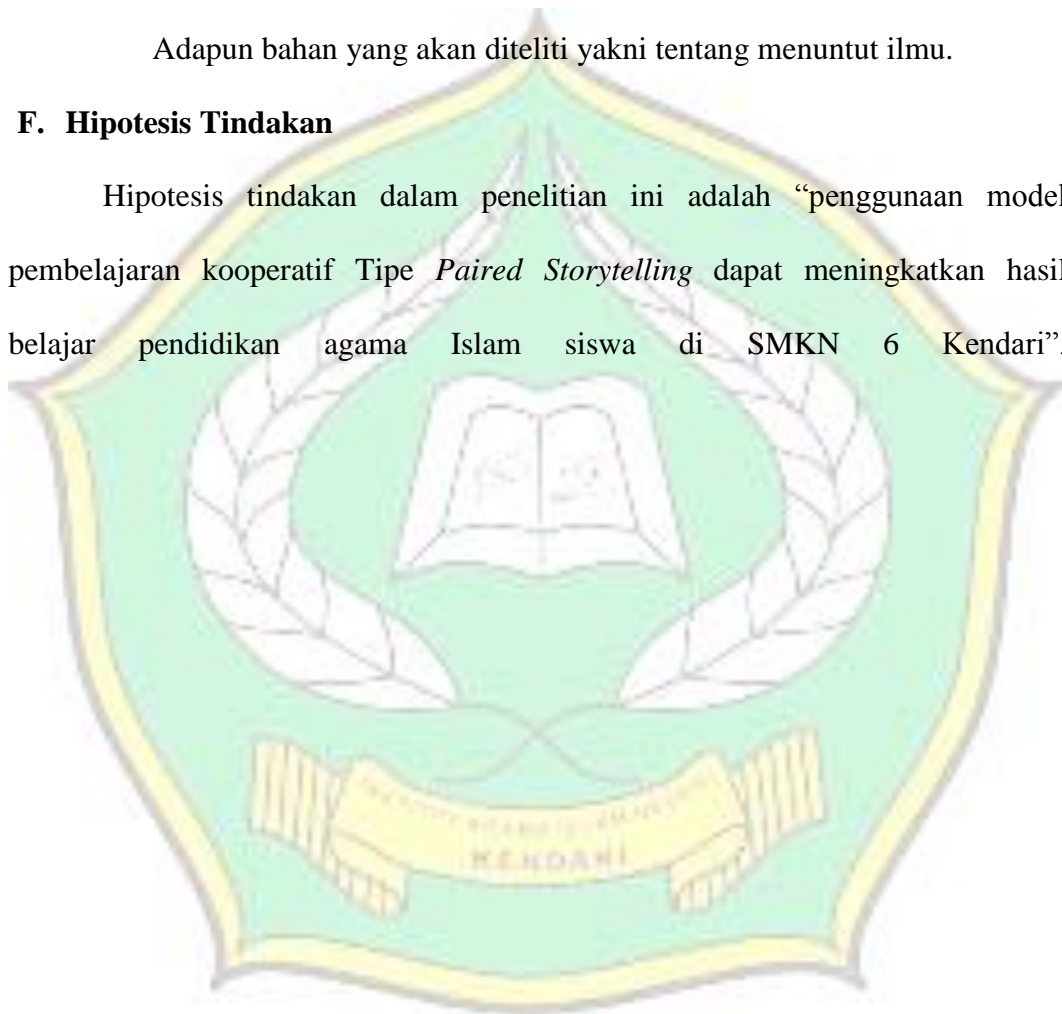 Adapun bahan yang akan diteliti yakni tentang menuntut ilmu.
F. Hipotesis Tindakan
Hipotesis tindakan dalam penelitian ini adalah “penggunaan model
pembelajaran kooperatif Tipe Paired Storytelling dapat meningkatkan hasil
belajar pendidikan agama Islam siswa di SMKN 6 Kendari”.
KENDARI